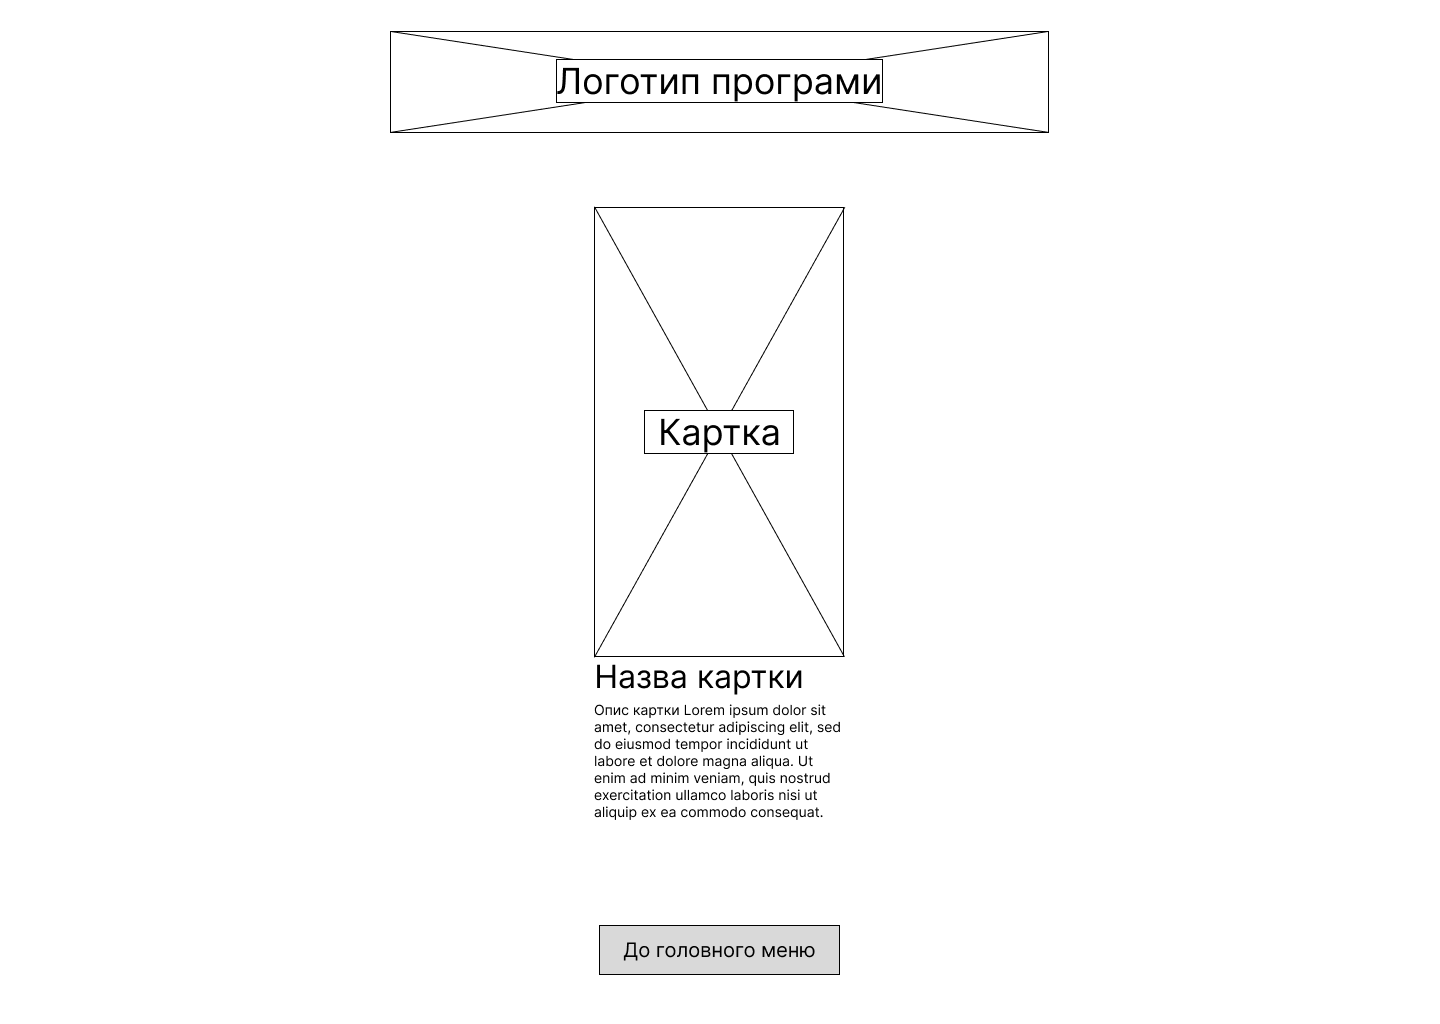 Логотип програми
Картка
Назва картки
Опис картки Lorem ipsum dolor sit
amet, consectetur adipiscing elit, sed
do eiusmod tempor incididunt ut
labore et dolore magna aliqua. Ut
enim ad minim veniam, quis nostrud
exercitation ullamco laboris nisi ut
aliquip ex ea commodo consequat.
До головного меню